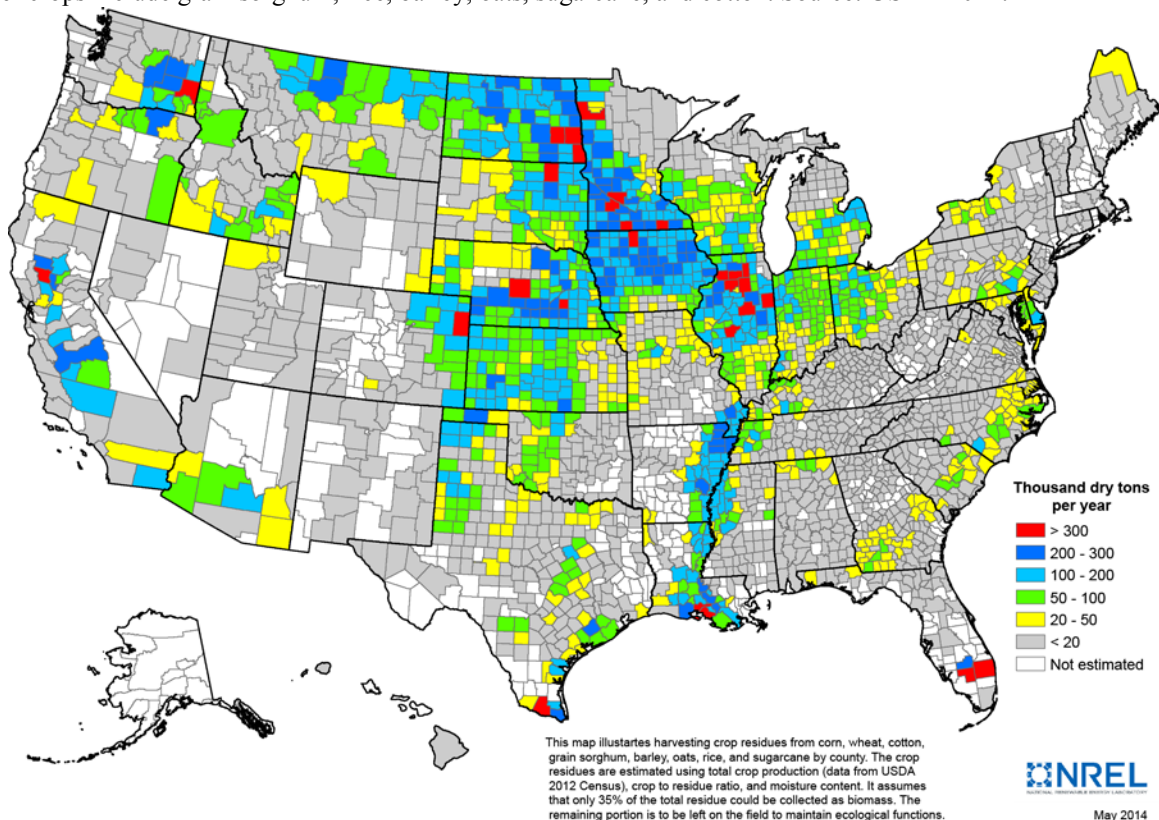 Thousand dry tons
per year
> 300
200 - 300
100 - 200
50 - 100
20 - 50
< 20
Not estimated
This map illustartes harvesting crop residues from corn, wheat, cotton,
grain sorghum, barley, oats, rice, and sugarcane by county. The crop
residues are estimated using total crop production (data from USDA
2012 Census), crop to residue ratio, and moisture content. It assumes
that only 35% of the total residue could be collected as biomass. The
remaining portion is to be left on the field to maintain ecological functions.
NREL
NATIONAL RENEWABLE ENERGY LABORATORY
May 2014